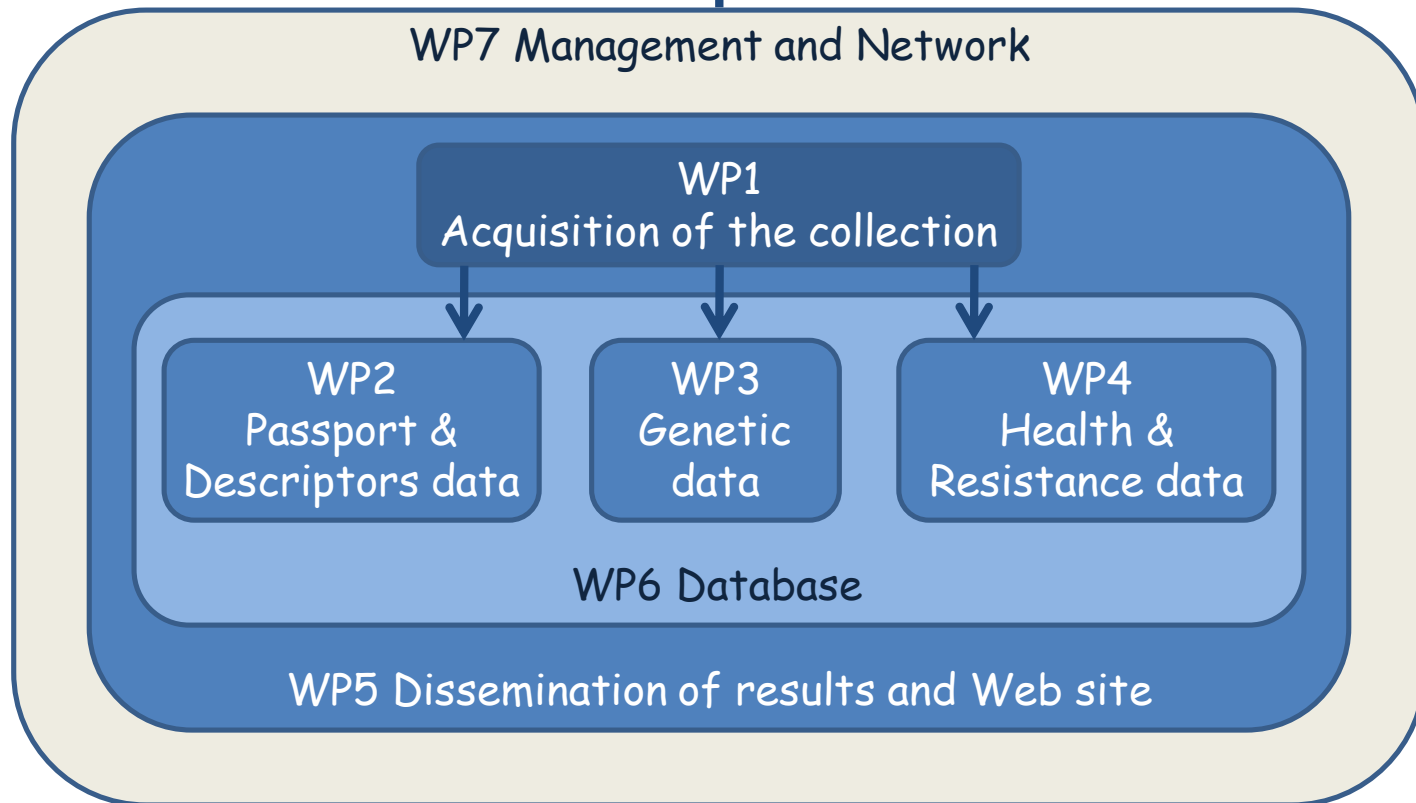 WP7 Management and Network
WP1
Acquisition of the collection
WP2
Passport &
Descriptors data
WP3
Genetic
data
WP4
Health &
Resistance data
WP6 Database
WP5 Dissemination of results and Web site